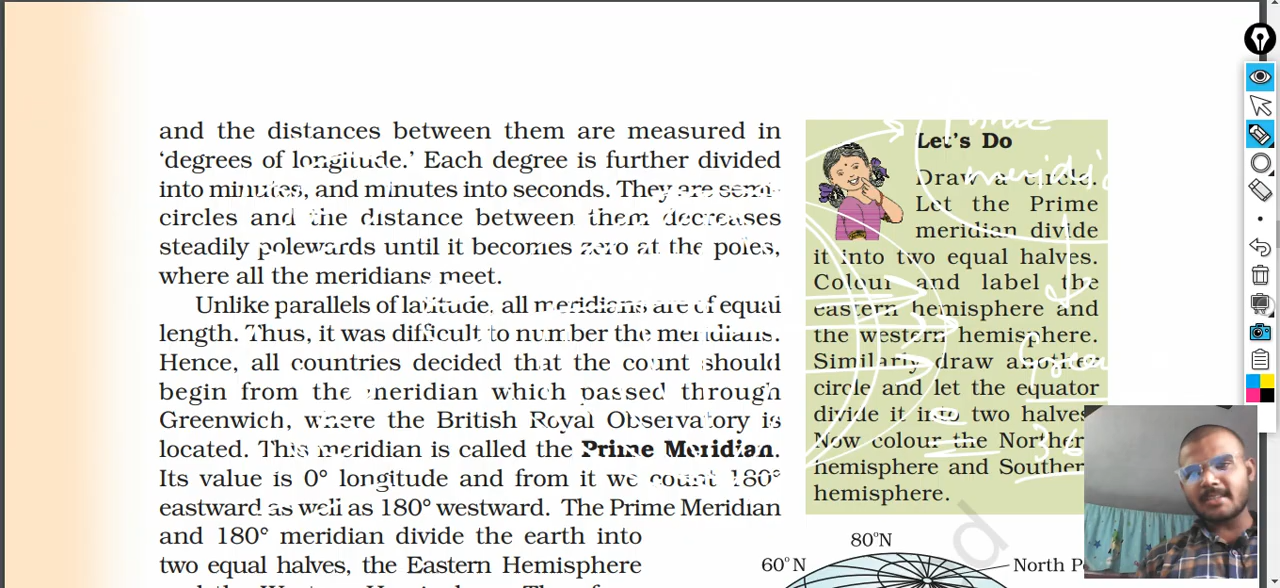 and the distances between them are measured in
‘degrees of longitude.’ Each degree is further divided
into minutes, and minutes into seconds. They are semi
circles and the distance between them decreases
steadily polewards until it becomes zero at the poles,
where all the meridians meet.
Unlike parallels of latitude, all meridians are of equal
length. Thus, it was difficult to number the meridians.
Hence, all countries decided that the count should
begin from the meridian which passed through
Greenwich, where the British Royal Observatory is
located. This meridian is called the Prime Meridian.
Its value is 0° longitude and from it we count 180°
eastward as well as 180° westward. The Prime Meridian
and 180° meridian divide the earth into
two equal halves, the Eastern Hemisphere
Let’s Do
Draw a circle.
Let the Prime
meridian divide
it into two equal halves.
Colour and label the
eastern hemisphere and
the western hemisphere.
Similarly draw another
circle and let the equator
divide it into two halves
Now colour the Norther
hemisphere and Souther
hemisphere.
Prime
meridi
36
80°N
60°N
North P
d